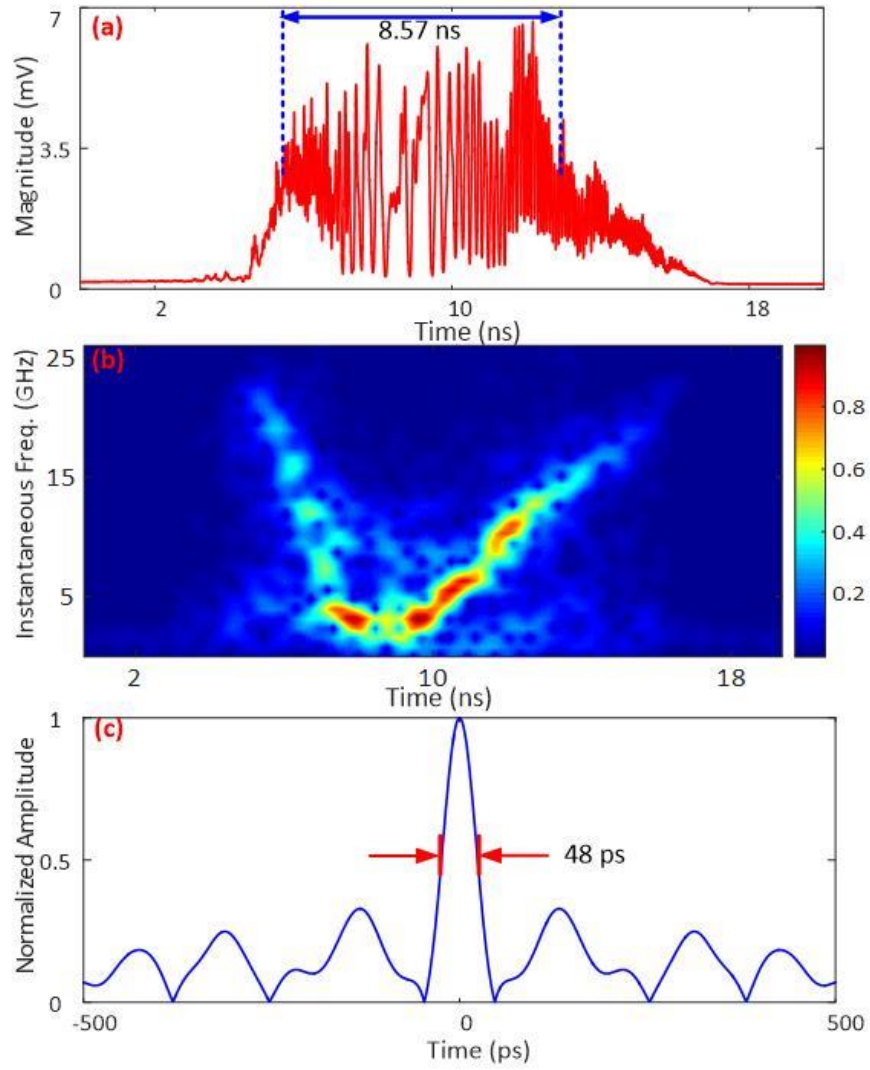 (a)
8.57 ns
7
3.5
0
Magnitude (mV)
2 10 18
Time (ns)
(b)
25
15
5
Instantaneous Freq. (GHz)
0.8
0.6
0.4
0.2
2 10 18
Time (ns)
(c)
1
0.5
0
Normalized Amplitude
48 ps
-500 0 500
Time (ps)